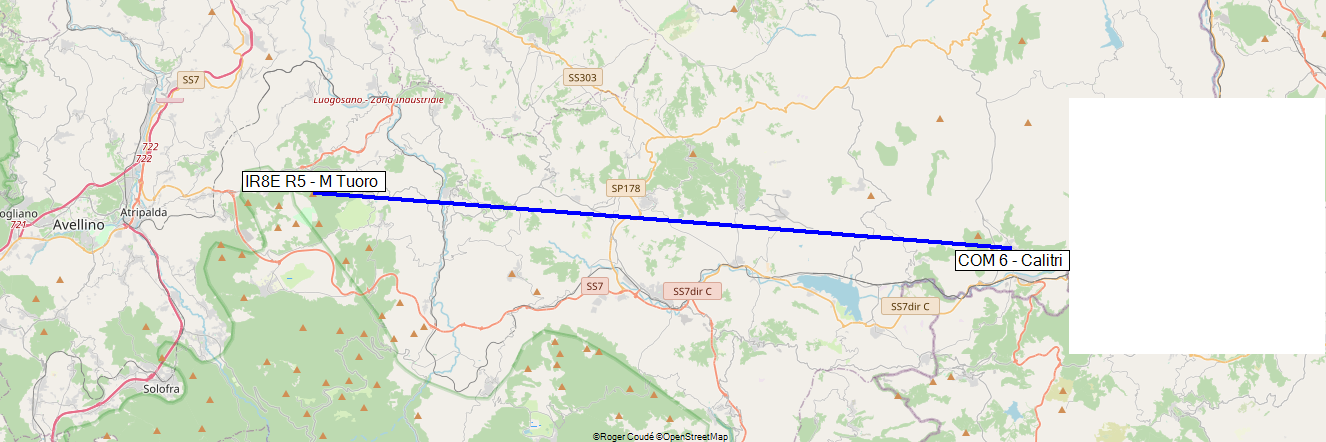 SS7
SS303
Luogosano - Zona Industriale
722
722
IR8E R5 - M Tuoro
SP178
Atripalda
721
Avellino
COM 6 - Calitri
SS7
SS7dir C
SS7dir C
Solofra
©Roger Coudé ©OpenStreetMap